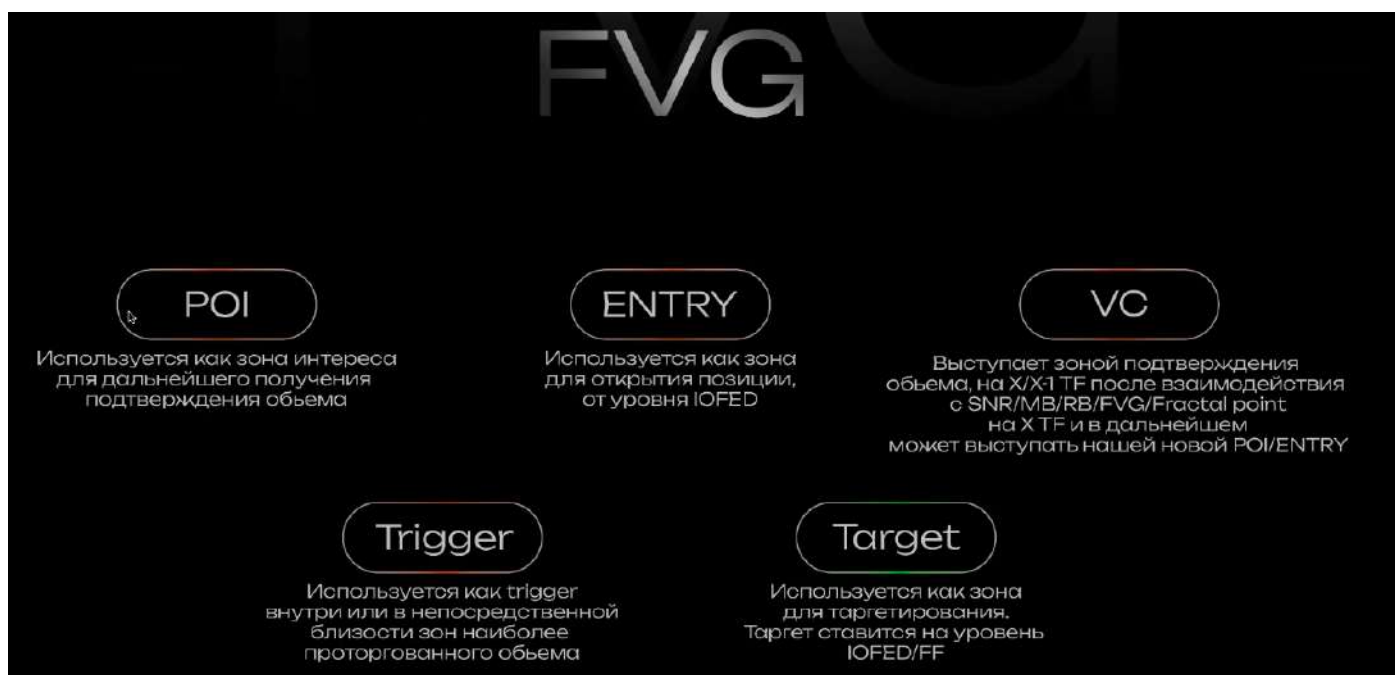 FVG
POI
Используется как зона интереса
для дальнейшего получения
подтверждения обьема
ENTRY
Используется как зона
для открытия позиции,
от уровня IOFED
VC
Выступает зоной подтверждения
обьема, на X/X-1 TF после взаимодействия
с SNR/MB/RB/FVG/Fractal point
на X TF и в дальнейшем
может выступать нашей новой POI/ENTRY
Trigger
Используется как trigger
внутри или в непосредственной
близости зон наиболее
проторгованного обьема
Target
Используется как зона
для таргетирования.
Таргет ставится на уровень
IOFED/FF